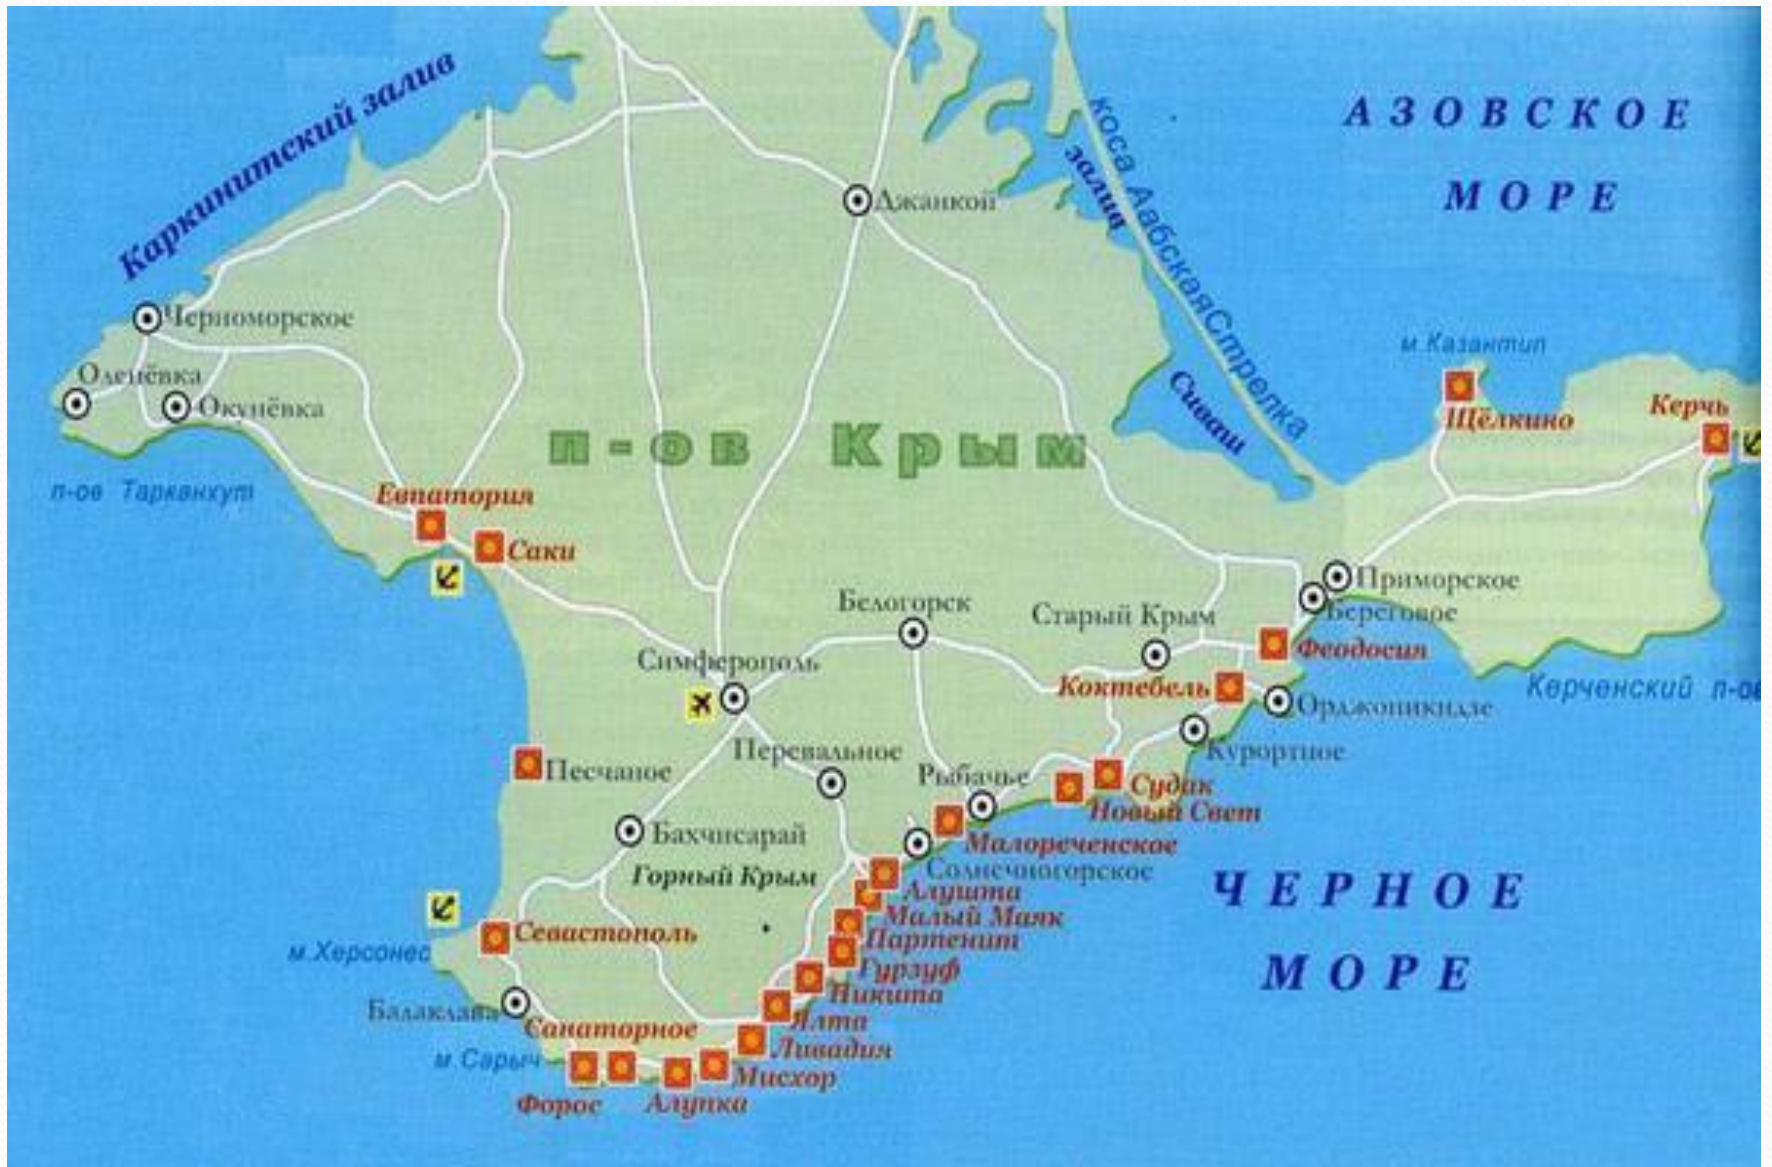 Каркинитский залив
АЗОВСКОЕ
МОРЕ
коса Аабская Стрелка
залив
Джанкой
Черноморское
м.Казантип
Оленёвка
Окунёвка
Щёлкино
Керчь
Сиваш
п-ов Крым
п-ов Тарканхут
Евпатория
Саки
Приморское
Береговое
Белогорск
Старый Крым
Феодосия
Симферополь
Коктебель
Керченский п-ов
Орджоникидзе
Курортное
Перевальное
Песчаное
Рыбачье
Судак
Новый Свет
Бахчисарай
Малореченское
Горный Крым
Солнечногорское
ЧЕРНОЕ
МОРЕ
Алушта
Малый Маяк
Севастополь
Партенит
м.Херсонес
Гурзуф
Никита
Балаклава
Санаторное
Ялта
Ливадия
м.Сарыч
Мисхор
Форос
Алупка